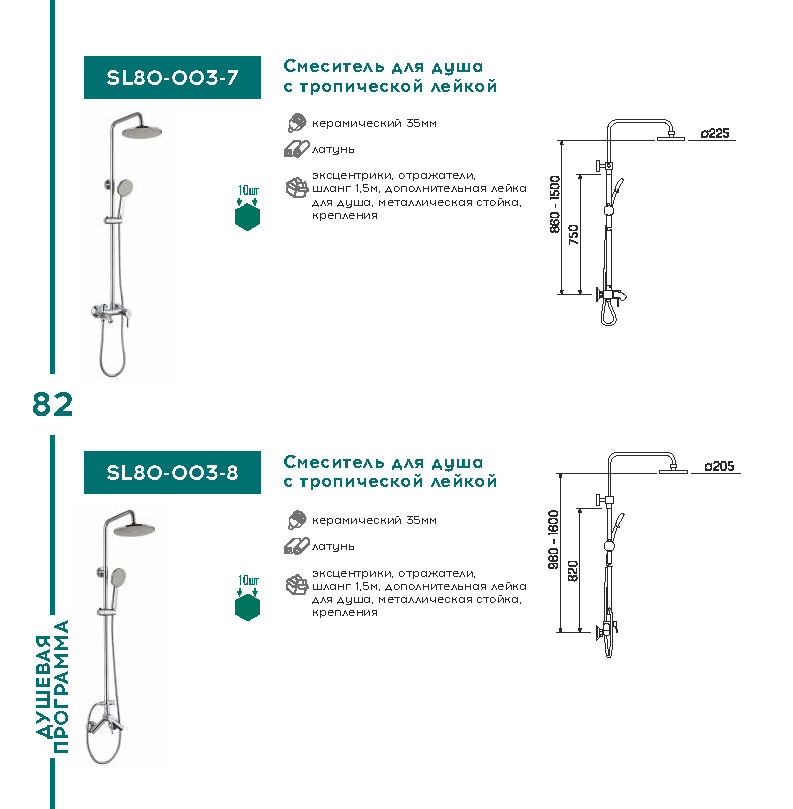 SL80-003-7
Смеситель для душа
с тропической лейкой
керамический 35мм
латунь
эксцентрики, отражатели,
шланг 1,5м, дополнительная лейка
для душа, металлическая стойка,
крепления
10шт
⌀225
860 - 1500
750
82
SL80-003-8
Смеситель для душа
с тропической лейкой
керамический 35мм
латунь
эксцентрики, отражатели,
шланг 1,5м, дополнительная лейка
для душа, металлическая стойка,
крепления
10шт
⌀205
980 - 1600
820
ДУШЕВАЯ
ПРОГРАММА